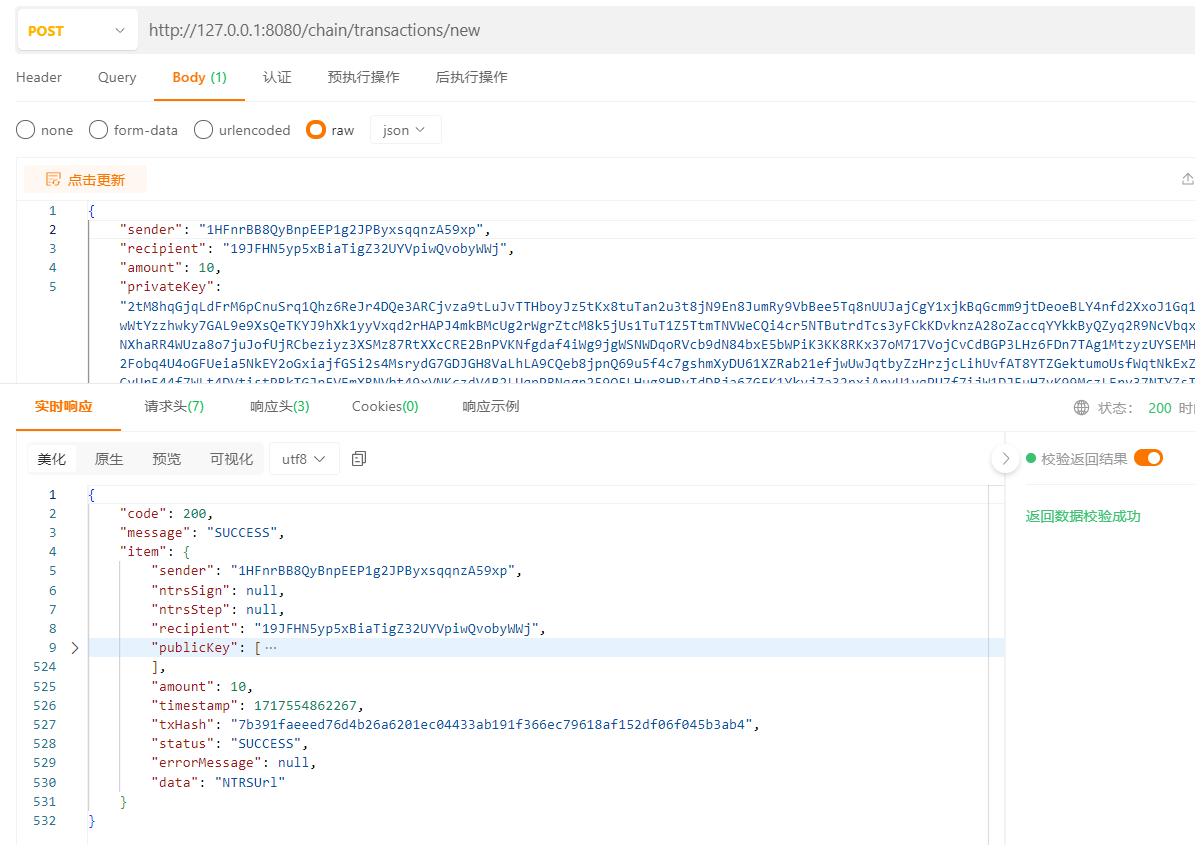 POST http://127.0.0.1:8080/chain/transactions/new
Header Query Body (1) 认证 预执行操作 后执行操作
none form-data urlencoded raw json
点击更新
1 {
2 "sender": "1HFnrBB8QyBnpEEP1g2JPByxsqqnzA59xp",
3 "recipient": "19JFHN5yp5xBiaTigZ32UYVpiwQvobyWWj",
4 "amount": 10,
5 "privateKey":
"2tM8hqGjqLdFrM6pCnuSrq1Qhz6ReJr4DQe3ARCjvza9tLuJvTTHboyJz5tKx8tuTan2u3t8jN9En8JumRy9VbBee5Tq8nUUJajCgY1xjkBqGcmm9jtDeoeBLY4nfd2XxoJ1Gq1
wWtYzzhwky7GAL9e9XsQeTKYJ9hXk1yyVxqd2rHAPJ4mkBMcUg2rWgrZtcM8k5jUs1TuT1Z5TtmTNVWeCQi4cr5NTButrdTcs3yFCkKDvknzA28oZaccqYYkkByQZyq2R9NcVbqx
NXhaRR4WUza8o7juJofUjRCbeziyz3XSMz87RtXXcCRE2BnPVKNfgdaf4iWg9jgWSNWDqoRVcb9dN84bxE5bWPiK3KK8RKx37oM717VojCvCdBGP3LHz6FDn7TAg1MtzyzUYSEMH
2Fobq4U4oGFUeia5NkEY2oGxiajfGSi2s4MsrydG7GDJGH8VaLhLA9CQeb8jpnQ69u5f4c7gshmXyDU61XZRab21efjwUwJqtbyZzHrzjcLihUvfAT8YTZGektumoUsfWqtNkExZ
实时响应 请求头(7) 响应头(3) Cookies(0) 响应示例 状态： 200
美化 原生 预览 可视化 utf8 校验返回结果
返回数据校验成功
1 {
2 "code": 200,
3 "message": "SUCCESS",
4 "item": {
5 "sender": "1HFnrBB8QyBnpEEP1g2JPByxsqqnzA59xp",
6 "ntrsSign": null,
7 "ntrsStep": null,
8 "recipient": "19JFHN5yp5xBiaTigZ32UYVpiwQvobyWWj",
9 "publicKey": [ ···
524 ],
525 "amount": 10,
526 "timestamp": 1717554862267,
527 "txHash": "7b391faeeed76d4b26a6201ec04433ab191f366ec79618af152df06f045b3ab4",
528 "status": "SUCCESS",
529 "errorMessage": null,
530 "data": "NTRSUrl"
531 }
532 }